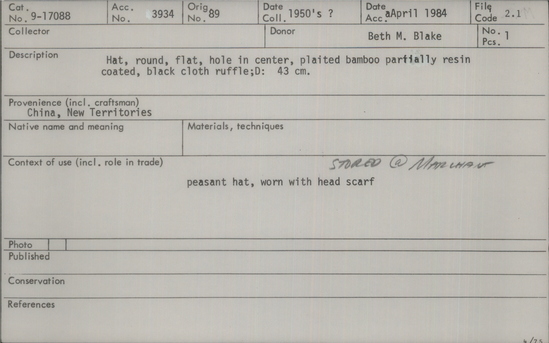 Cat. No. 9-17088 Acc. No. 3934 Orig. No. 89 Date Coll. 1950's ? Date Acc. aApril 1984 File Code 2.1
Collector Donor Beth M. Blake No. Pcs. 1
Description
Hat, round, flat, hole in center, plaited bamboo partially resin
coated, black cloth ruffle;D: 43 cm.
Provenience (incl. craftsman)
China, New Territories
Native name and meaning Materials, techniques
Context of use (incl. role in trade) STORED @ MARCHANT
peasant hat, worn with head scarf
Photo
Published
Conservation
References